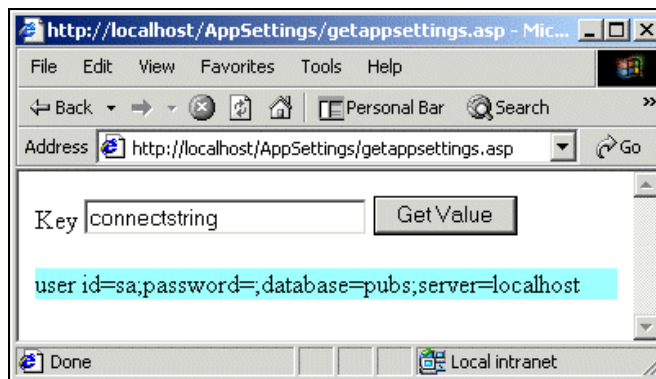 http://localhost/AppSettings/getappsettings.asp - Mic...
File Edit View Favorites Tools Help
Back Personal Bar Search »
Address http://localhost/AppSettings/getappsettings.asp Go
Key connectstring Get Value
user id=sa;password=;database=pubs;server=localhost
Done Local intranet